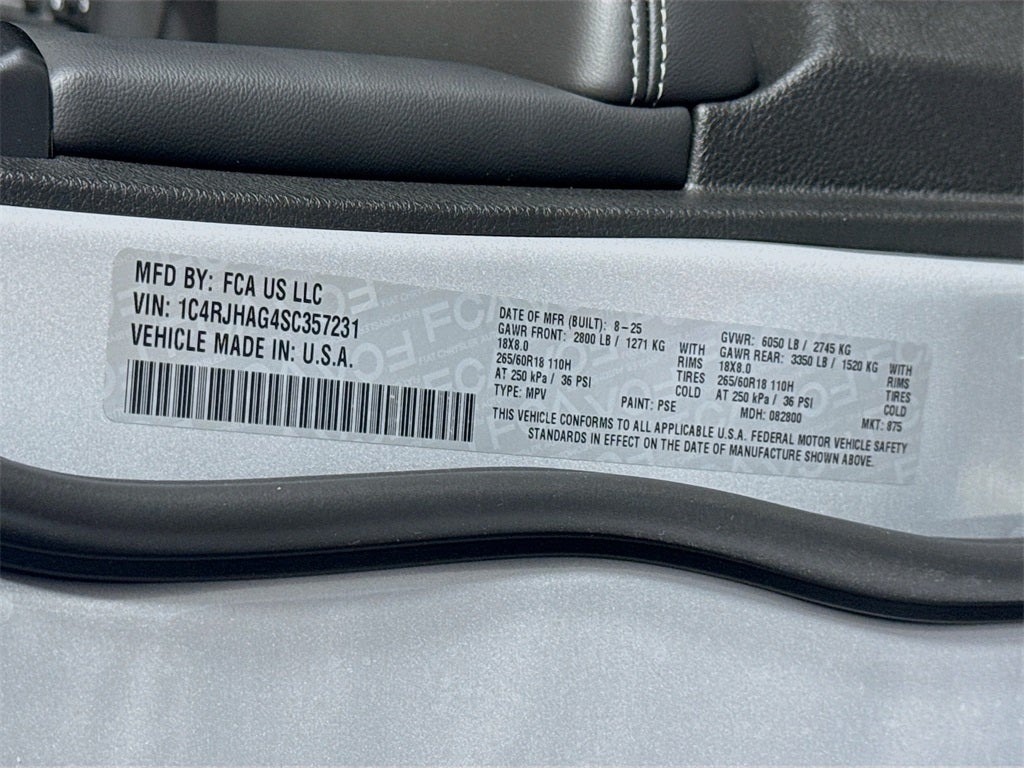 MFD BY: FCA US LLC
VIN: 1C4RJHAG4SC357231
VEHICLE MADE IN: U.S.A.
DATE OF MFR (BUILT): 8-25
GAWR FRONT: 2800 LB / 1271 KG WITH
18X8.0 RIMS
265/60R18 110H TIRES
AT 250 kPa / 36 PSI COLD
TYPE: MPV PAINT: PSE
GVWR: 6050 LB / 2745 KG
GAWR REAR: 3350 LB / 1520 KG WITH
18X8.0 RIMS
265/60R18 110H TIRES
AT 250 kPa / 36 PSI COLD
MDH: 082800 MKT: 875
THIS VEHICLE CONFORMS TO ALL APPLICABLE U.S.A. FEDERAL MOTOR VEHICLE SAFETY
STANDARDS IN EFFECT ON THE DATE OF MANUFACTURE SHOWN ABOVE.